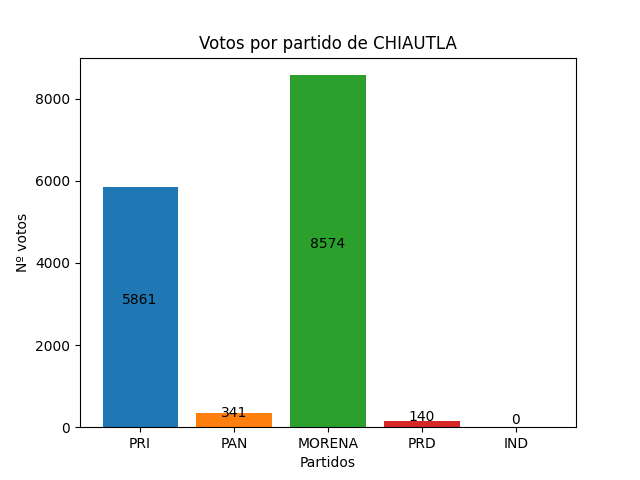 Votos por partido de CHIAUTLA
Nº votos
8000
6000
4000
2000
0
5861
341
8574
140
0
PRI PAN MORENA PRD IND
Partidos